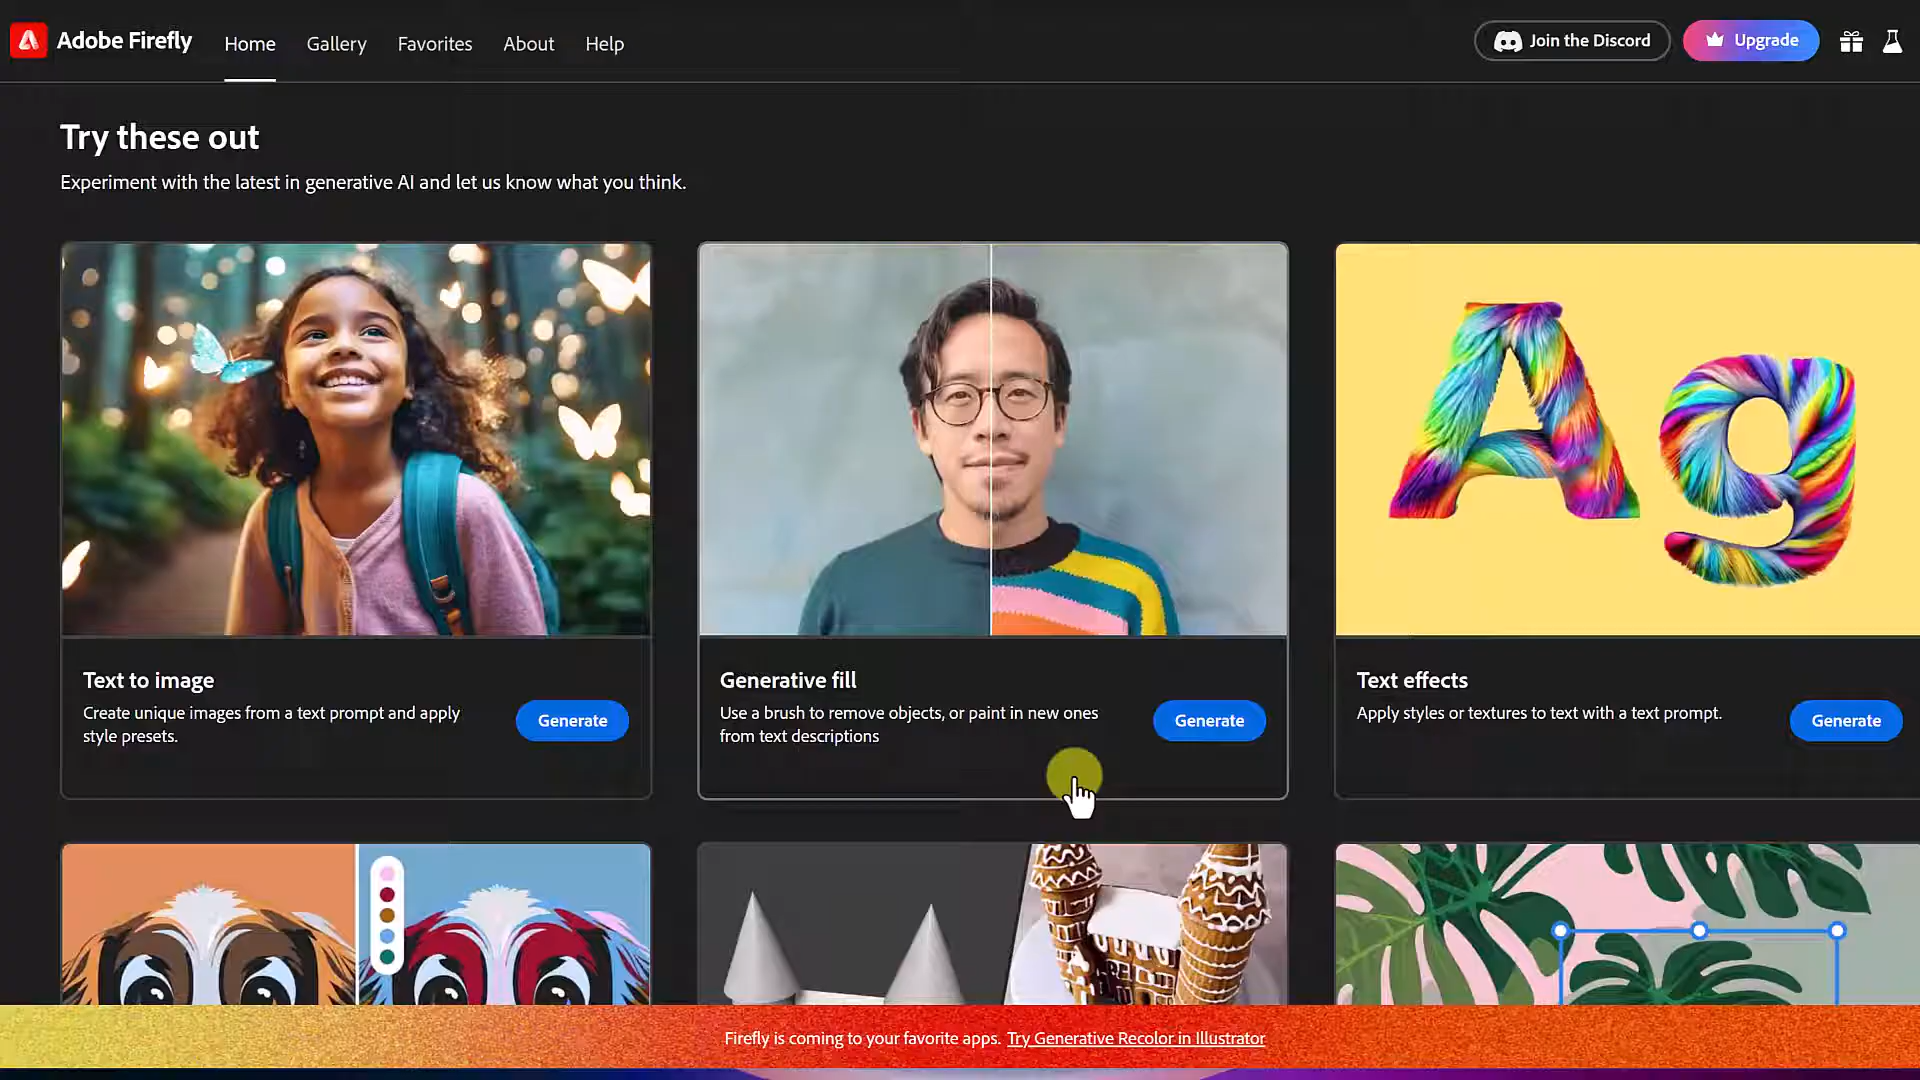 Adobe Firefly
Home
Gallery
Favorites
About
Help
Join the Discord
Upgrade
Try these out
Experiment with the latest in generative AI and let us know what you think.
Ag
Text to image
Create unique images from a text prompt and apply
style presets.
Generate
Generative fill
Use a brush to remove objects, or paint in new ones
from text descriptions
Generate
Text effects
Apply styles or textures to text with a text prompt.
Generate
Firefly is coming to your favorite apps. Try Generative Recolor in Illustrator